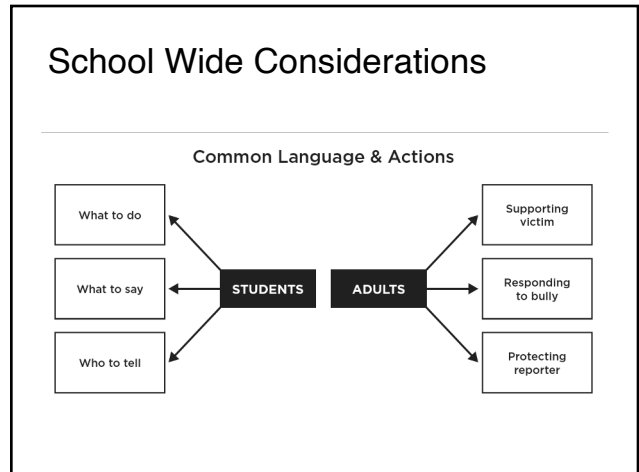 School Wide Considerations
Common Language & Actions
What to do
What to say
Who to tell
STUDENTS
ADULTS
Supporting
victim
Responding
to bully
Protecting
reporter